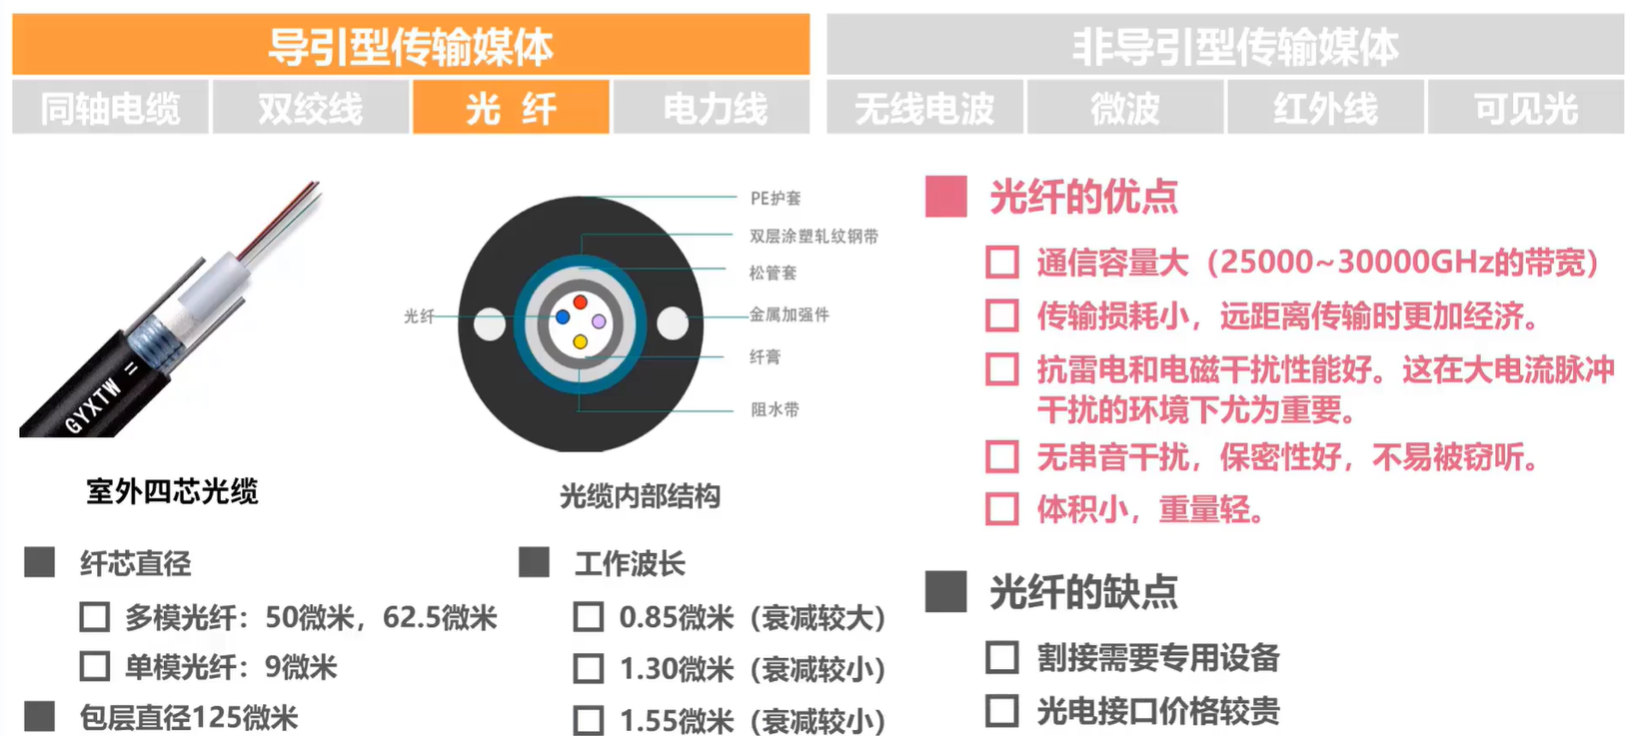 导引型传输媒体
非导引型传输媒体
同轴电缆
双绞线
光 纤
电力线
无线电波
微波
红外线
可见光
GYXTW =
室外四芯光缆
光纤
PE护套
双层涂塑轧纹钢带
松管套
金属加强件
纤膏
阻水带
光缆内部结构
纤芯直径
多模光纤：50微米，62.5微米
单模光纤：9微米
包层直径125微米
工作波长
0.85微米（衰减较大）
1.30微米（衰减较小）
1.55微米（衰减较小）
光纤的优点
通信容量大（25000~30000GHz的带宽）
传输损耗小，远距离传输时更加经济。
抗雷电和电磁干扰性能好。这在大电流脉冲
干扰的环境下尤为重要。
无串音干扰，保密性好，不易被窃听。
体积小，重量轻。
光纤的缺点
割接需要专用设备
光电接口价格较贵